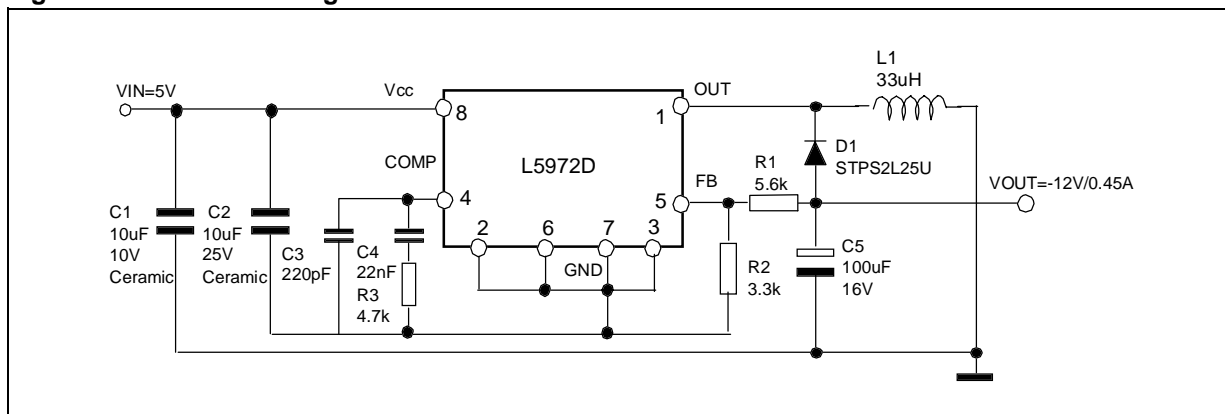 VIN=5V
Vcc
8
COMP
4
L5972D
OUT
1
FB
5
2
6
7
3
GND
L1
33uH
D1
STPS2L25U
R1
5.6k
VOUT=-12V/0.45A
C1
10uF
10V
Ceramic
C2
10uF
25V
Ceramic
C3
220pF
C4
22nF
R3
4.7k
R2
3.3k
C5
100uF
16V